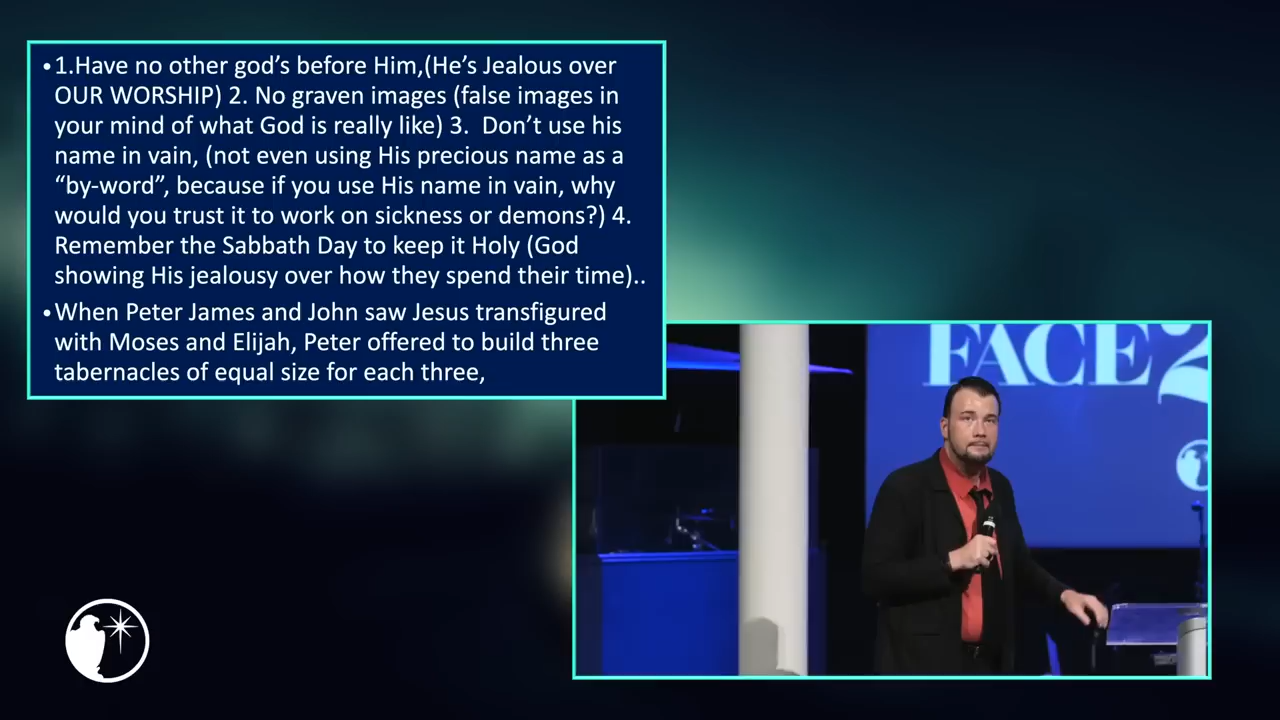 •1.Have no other god’s before Him,(He’s Jealous over
OUR WORSHIP) 2. No graven images (false images in
your mind of what God is really like) 3.  Don’t use his
name in vain, (not even using His precious name as a
“by-word”, because if you use His name in vain, why
would you trust it to work on sickness or demons?) 4.
Remember the Sabbath Day to keep it Holy (God
showing His jealousy over how they spend their time)..
•When Peter James and John saw Jesus transfigured
with Moses and Elijah, Peter offered to build three
tabernacles of equal size for each three,
FACE2